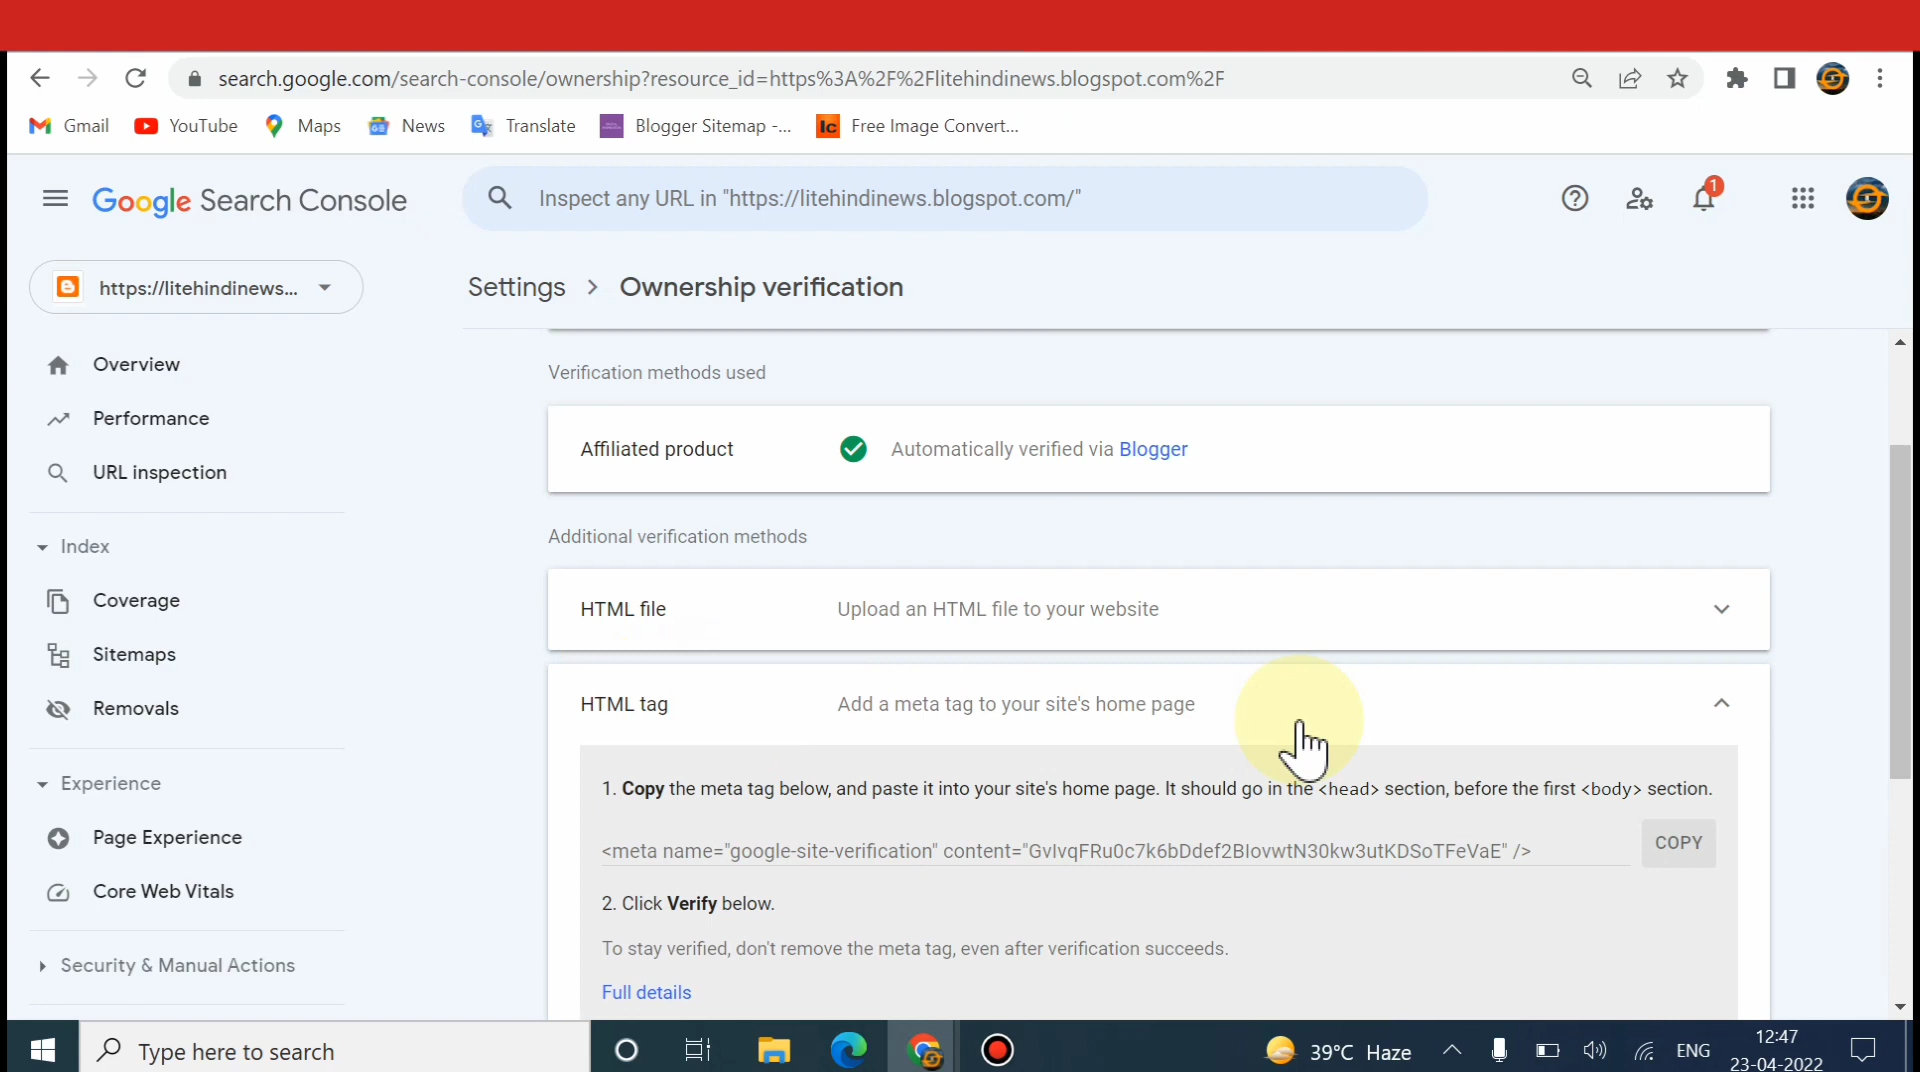 search.google.com/search-console/ownership?resource_id=https%3A%2F%2Flitehindinews.blogspot.com%2F
Gmail YouTube Maps News Translate Blogger Sitemap -... Ic Free Image Convert...
Google Search Console
Inspect any URL in "https://litehindinews.blogspot.com/"
1
https://litehindinews...
Settings > Ownership verification
Overview
Performance
URL inspection
Index
Coverage
Sitemaps
Removals
Experience
Page Experience
Core Web Vitals
Security & Manual Actions
Verification methods used
Affiliated product Automatically verified via Blogger
Additional verification methods
HTML file Upload an HTML file to your website
HTML tag Add a meta tag to your site's home page
1. Copy the meta tag below, and paste it into your site's home page. It should go in the <head> section, before the first <body> section.
<meta name="google-site-verification" content="GvIvqFRu0c7k6bDdef2BIovwtN30kw3utKDSoTFeVaE" />
COPY
2. Click Verify below.
To stay verified, don't remove the meta tag, even after verification succeeds.
Full details
Type here to search
39°C Haze
ENG
12:47
23-04-2022